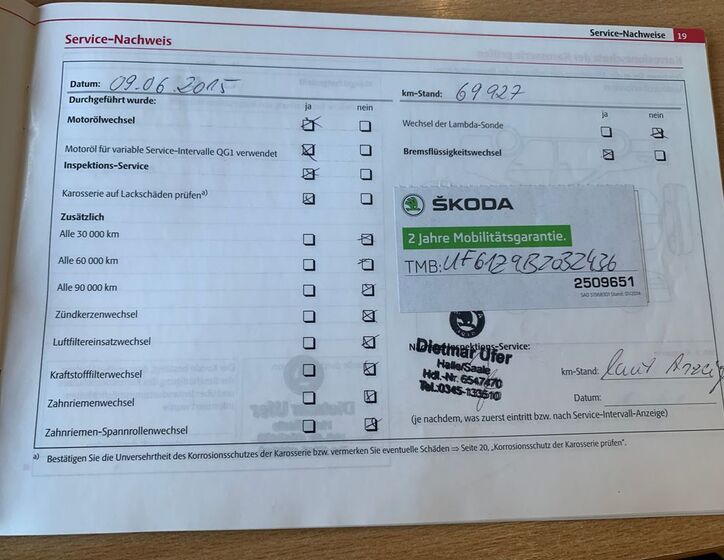 Service-Nachweise 19
Service-Nachweis
Datum: 09.06.2015
km-Stand: 69927
Durchgeführt wurde: ja nein
ja nein
Motorölwechsel
Wechsel der Lambda-Sonde
Motoröl für variable Service-Intervalle QG1 verwendet
Bremsflüssigkeitswechsel
Inspektions-Service
Karosserie auf Lackschäden prüfen a)
Zusätzlich
Alle 30 000 km
Alle 60 000 km
Alle 90 000 km
Zündkerzenwechsel
Luftfiltereinsatzwechsel
Kraftstofffilterwechsel
Zahnriemenwechsel
Zahnriemen-Spannrollenwechsel
ŠKODA
2 Jahre Mobilitätsgarantie.
TMB:
2509651
Inspektions-Service:
Dietmar Ufer
Halle/Saale
Hdl.-Nr. 6547470
Tel.:0345-133610
km-Stand: laut
Datum:
(je nachdem, was zuerst eintritt bzw. nach Service-Intervall-Anzeige)
a) Bestätigen Sie die Unversehrtheit des Korrosionsschutzes der Karosserie bzw. vermerken Sie eventuelle Schäden ⇒ Seite 20, „Korrosionsschutz der Karosserie prüfen“.